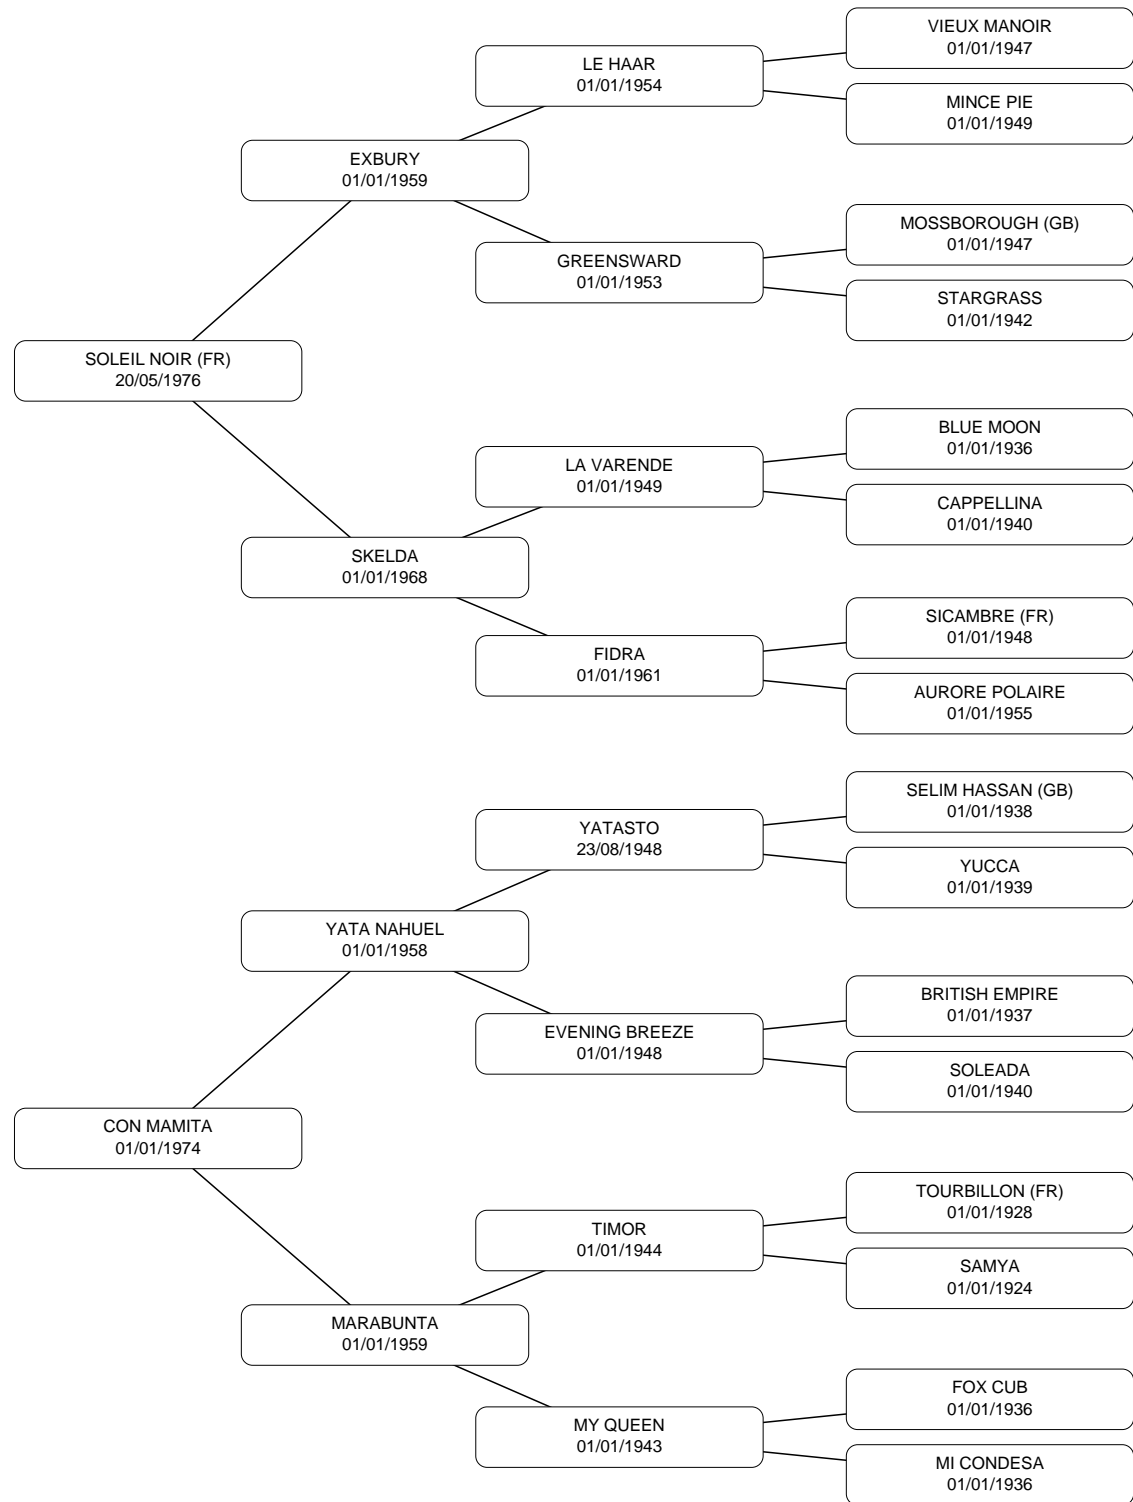 VIEUX MANOIR
01/01/1947
LE HAAR
01/01/1954
MINCE PIE
01/01/1949
EXBURY
01/01/1959
MOSSBOROUGH (GB)
01/01/1947
GREENSWARD
01/01/1953
STARGRASS
01/01/1942
SOLEIL NOIR (FR)
20/05/1976
BLUE MOON
01/01/1936
LA VARENDE
01/01/1949
CAPPELLINA
01/01/1940
SKELDA
01/01/1968
SICAMBRE (FR)
01/01/1948
FIDRA
01/01/1961
AURORE POLAIRE
01/01/1955
SELIM HASSAN (GB)
01/01/1938
YATASTO
23/08/1948
YUCCA
01/01/1939
YATA NAHUEL
01/01/1958
BRITISH EMPIRE
01/01/1937
EVENING BREEZE
01/01/1948
SOLEADA
01/01/1940
CON MAMITA
01/01/1974
TOURBILLON (FR)
01/01/1928
TIMOR
01/01/1944
SAMYA
01/01/1924
MARABUNTA
01/01/1959
FOX CUB
01/01/1936
MY QUEEN
01/01/1943
MI CONDESA
01/01/1936